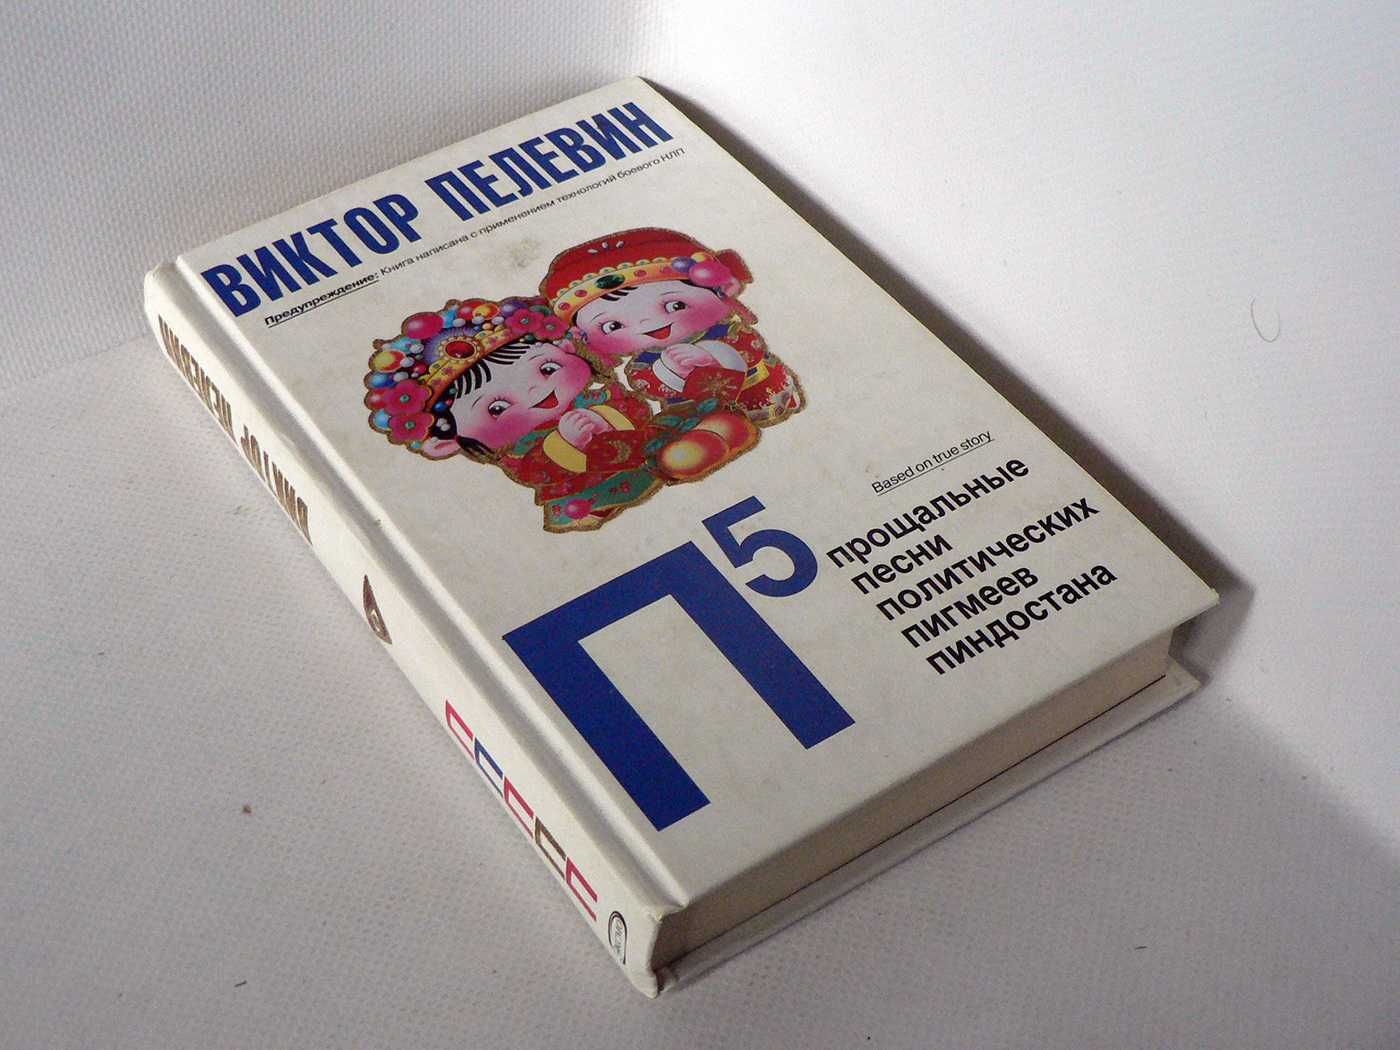 ВИКТОР ПЕЛЕВИН
Предупреждение: Книга написана с применением технологий боевого НЛП
Based on true story
П5
прощальные
песни
политических
пигмеев
пиндостана
ВИКТОР ПЕЛЕВИН
П П П П П